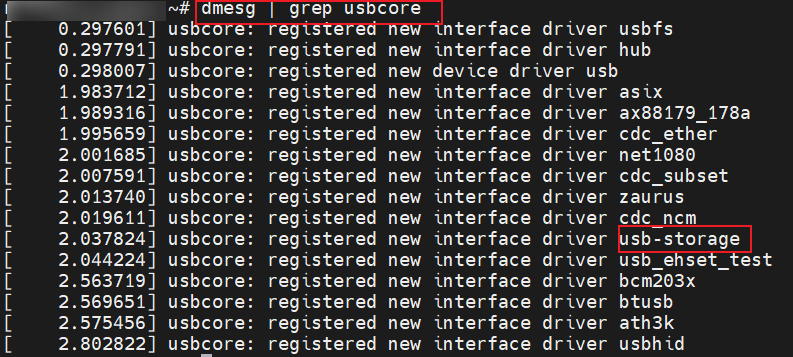 ~# dmesg | grep usbcore
[    0.297601] usbcore: registered new interface driver usbfs
[    0.297791] usbcore: registered new interface driver hub
[    0.298007] usbcore: registered new device driver usb
[    1.983712] usbcore: registered new interface driver asix
[    1.989316] usbcore: registered new interface driver ax88179_178a
[    1.995659] usbcore: registered new interface driver cdc_ether
[    2.001685] usbcore: registered new interface driver net1080
[    2.007591] usbcore: registered new interface driver cdc_subset
[    2.013740] usbcore: registered new interface driver zaurus
[    2.019611] usbcore: registered new interface driver cdc_ncm
[    2.037824] usbcore: registered new interface driver usb-storage
[    2.044224] usbcore: registered new interface driver usb_ehset_test
[    2.563719] usbcore: registered new interface driver bcm203x
[    2.569651] usbcore: registered new interface driver btusb
[    2.575456] usbcore: registered new interface driver ath3k
[    2.802822] usbcore: registered new interface driver usbhid